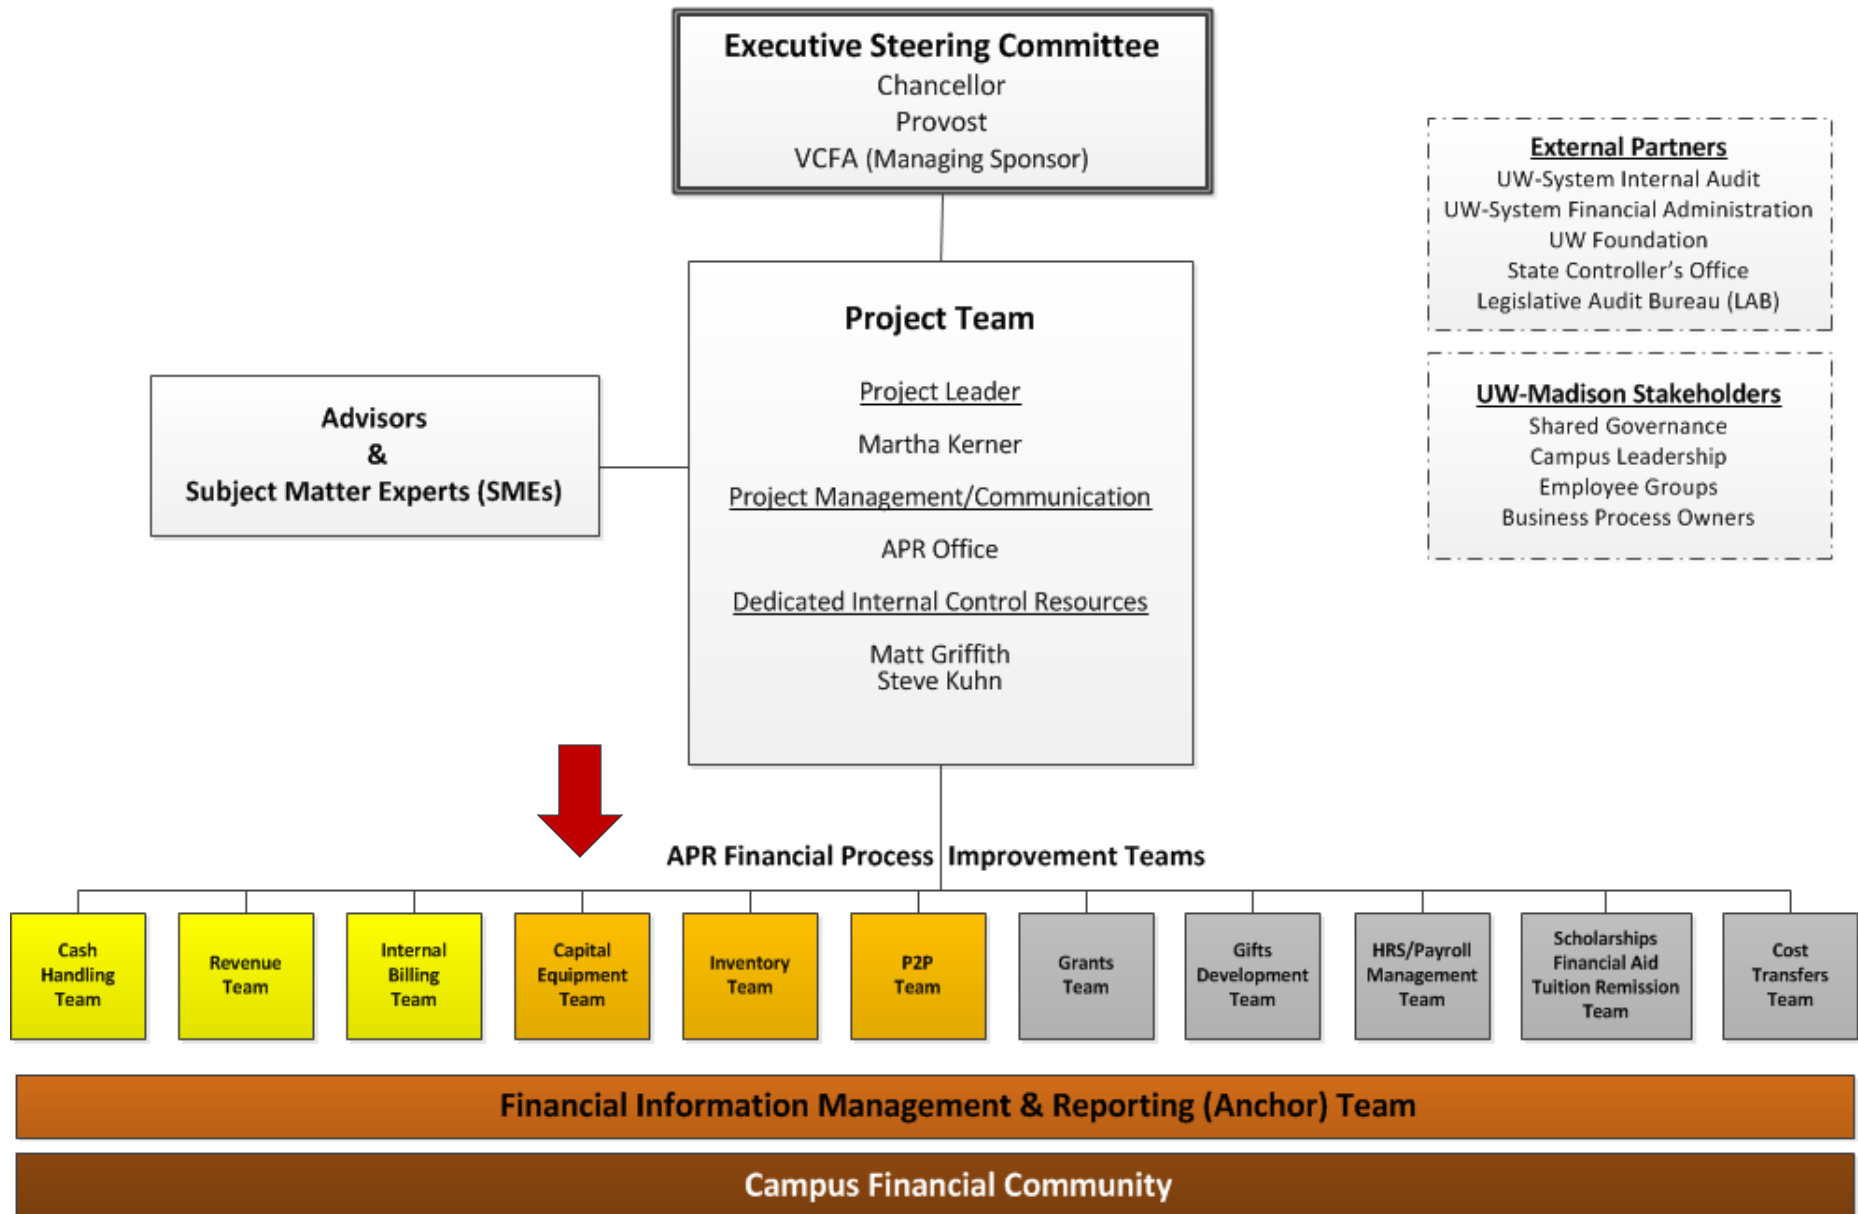 Executive Steering Committee
Chancellor
Provost
VCFA (Managing Sponsor)
External Partners
UW-System Internal Audit
UW-System Financial Administration
UW Foundation
State Controller's Office
Legislative Audit Bureau (LAB)
Project Team
Project Leader
Martha Kerner
Project Management/Communication
APR Office
Dedicated Internal Control Resources
Matt Griffith
Steve Kuhn
Advisors
&
Subject Matter Experts (SMEs)
UW-Madison Stakeholders
Shared Governance
Campus Leadership
Employee Groups
Business Process Owners
APR Financial Process Improvement Teams
Cash
Handling
Team
Revenue
Team
Internal
Billing
Team
Capital
Equipment
Team
Inventory
Team
P2P
Team
Grants
Team
Gifts
Development
Team
HRS/Payroll
Management
Team
Scholarships
Financial Aid
Tuition Remission
Team
Cost
Transfers
Team
Financial Information Management & Reporting (Anchor) Team
Campus Financial Community